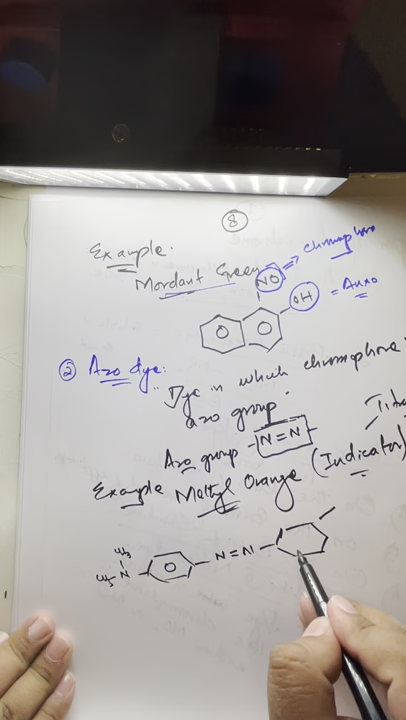 8
Example.
Mordant Green
NO ⇒ chromophore
OH = Auxo
② Azo dye:
Dye in which chromophore
azo group.
Azo group -N=N-
Example Methyl Orange (Indicator)
CH3
CH3 N N=N